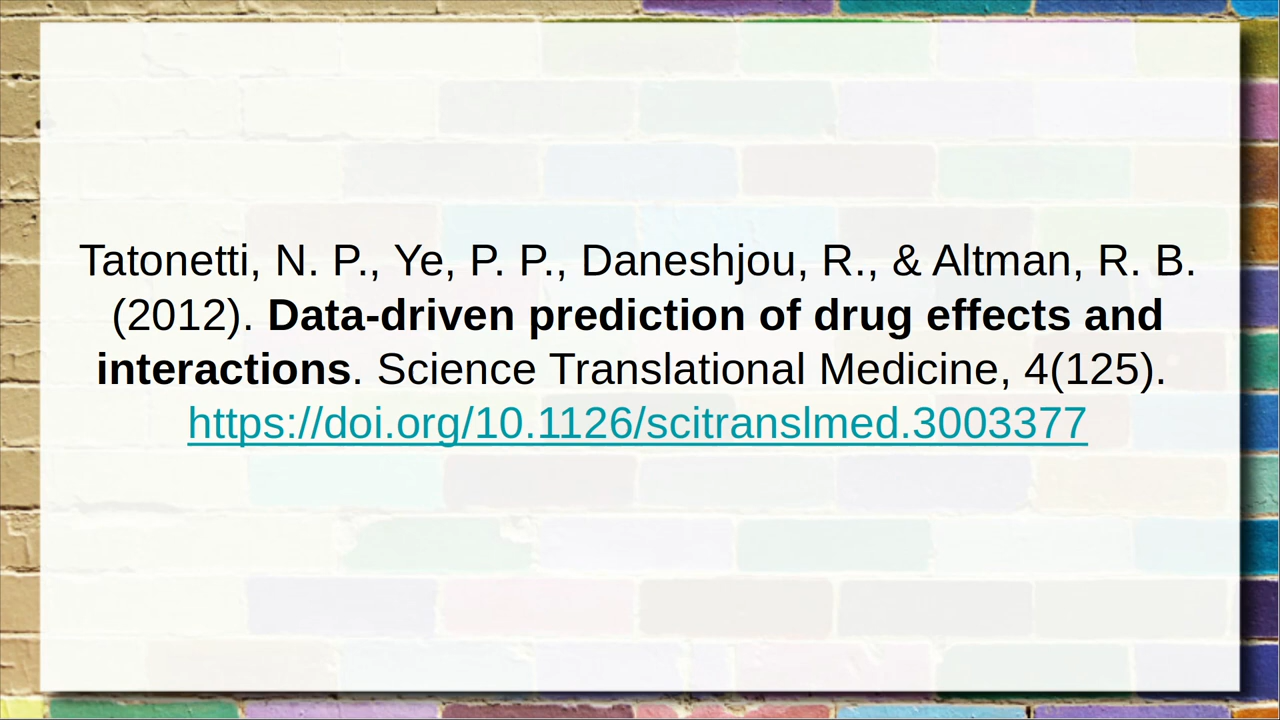 Tatonetti, N. P., Ye, P. P., Daneshjou, R., & Altman, R. B.
(2012). Data-driven prediction of drug effects and
interactions. Science Translational Medicine, 4(125).
https://doi.org/10.1126/scitranslmed.3003377